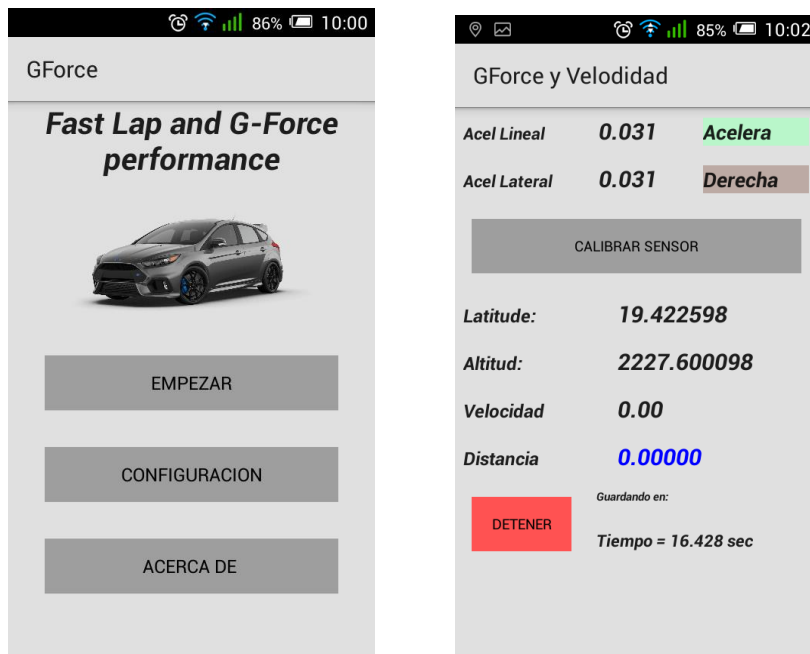 86% 10:00
GForce
Fast Lap and G-Force
performance
EMPEZAR
CONFIGURACION
ACERCA DE
85% 10:02
GForce y Velodidad
Acel Lineal 0.031 Acelera
Acel Lateral 0.031 Derecha
CALIBRAR SENSOR
Latitude: 19.422598
Altitud: 2227.600098
Velocidad 0.00
Distancia 0.00000
Guardando en:
DETENER
Tiempo = 16.428 sec